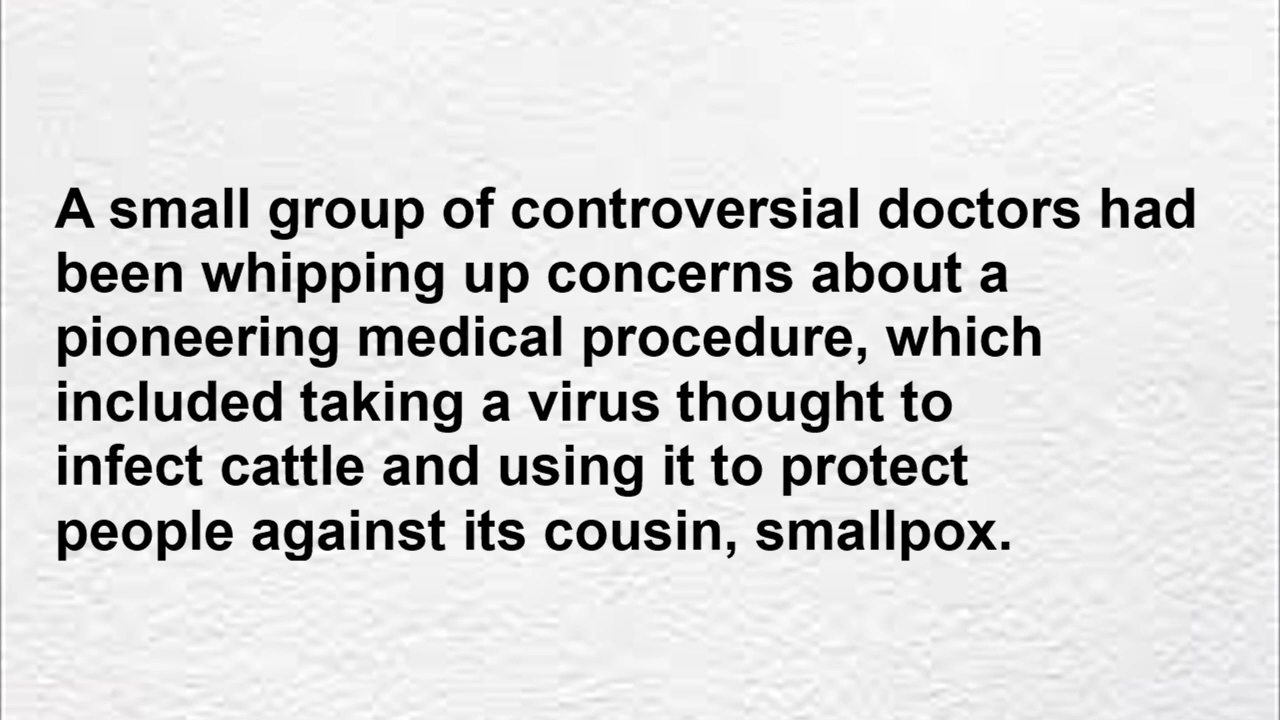 A small group of controversial doctors had
been whipping up concerns about a
pioneering medical procedure, which
included taking a virus thought to
infect cattle and using it to protect
people against its cousin, smallpox.